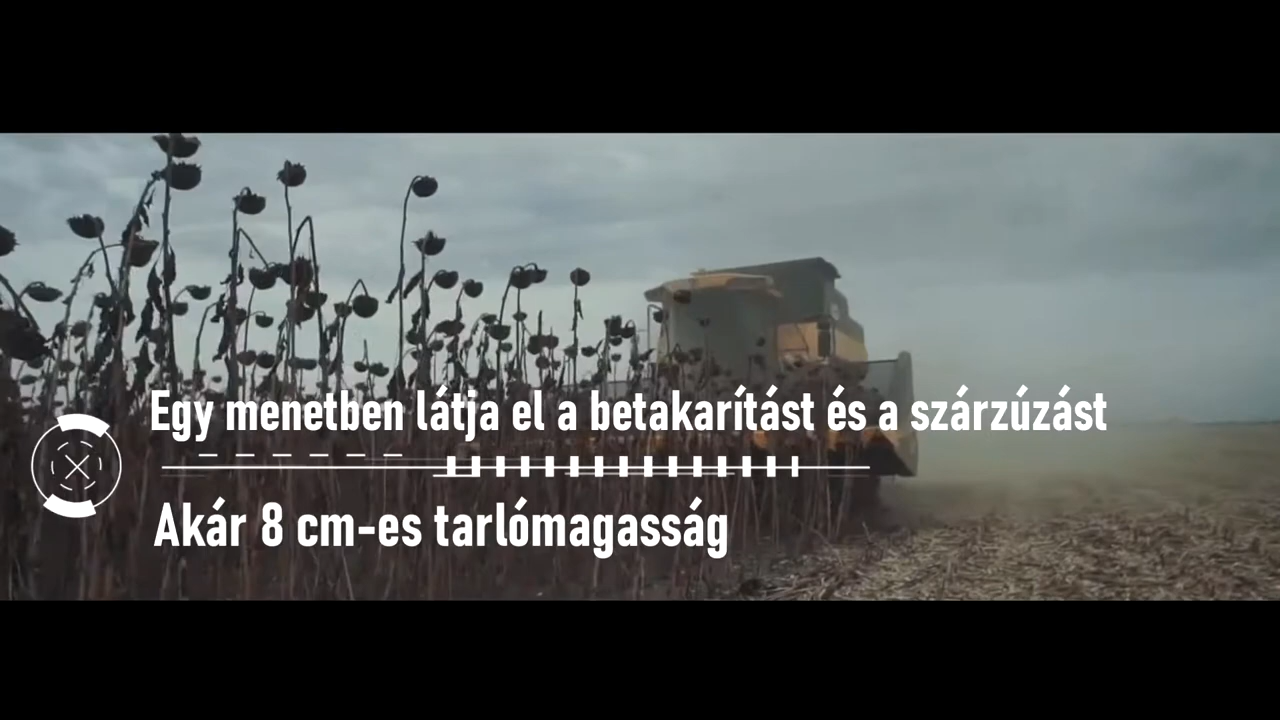 Egy menetben látja el a betakarítást és a szárzúzást
Akár 8 cm-es tarlómagasság